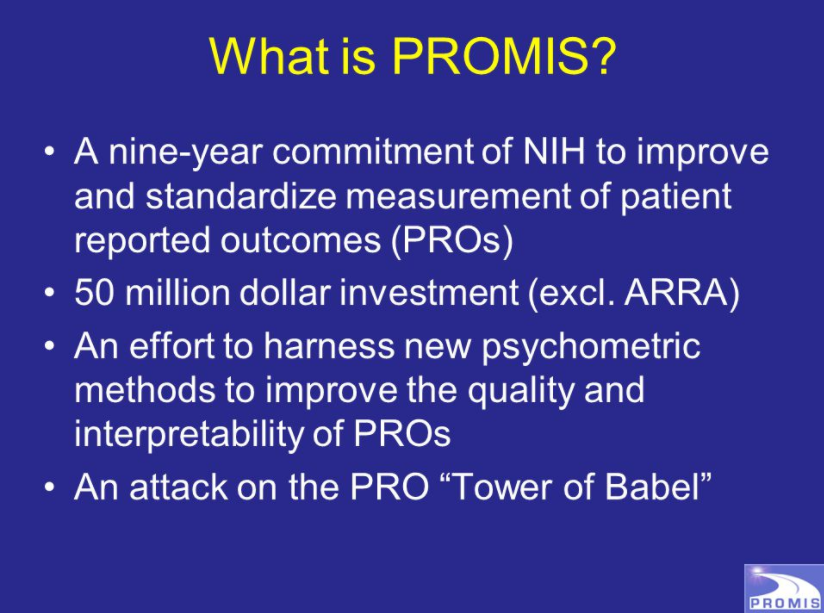 What is PROMIS?
• A nine-year commitment of NIH to improve
and standardize measurement of patient
reported outcomes (PROs)
• 50 million dollar investment (excl. ARRA)
• An effort to harness new psychometric
methods to improve the quality and
interpretability of PROs
• An attack on the PRO “Tower of Babel”
PROMIS